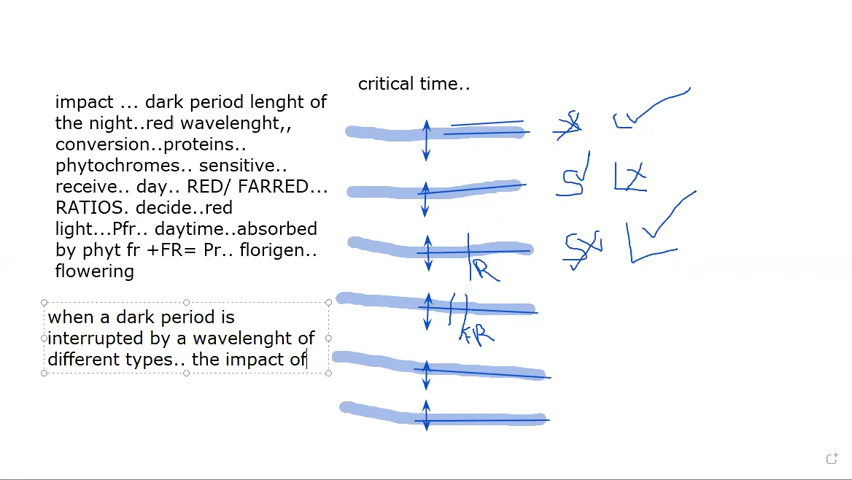 critical time..
impact ... dark period lenght of
the night..red wavelenght,,
conversion..proteins..
phytochromes.. sensitive..
receive.. day.. RED/ FARRED...
RATIOS. decide..red
light...Pfr.. daytime..absorbed
by phyt fr +FR= Pr.. florigen..
flowering
when a dark period is
interrupted by a wavelenght of
different types.. the impact of
S L
S L
S L
R
FR